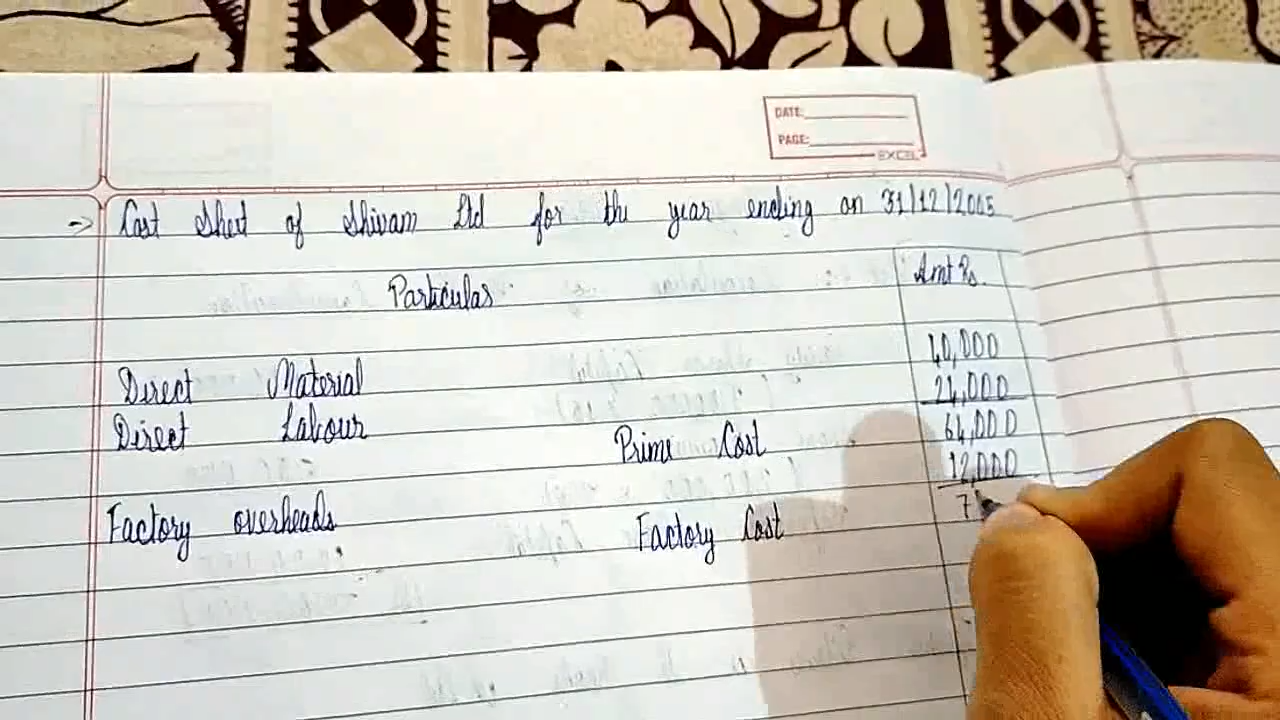 DATE:
PAGE:
EXCEL
→ Cost Sheet of Shivam Ltd for the year ending on 31/12/2005
Particulas Amt Rs.
Direct Material 40,000
Direct Labour 24,000
Prime Cost 64,000
Factory overheads 12,000
Factory Cost 7